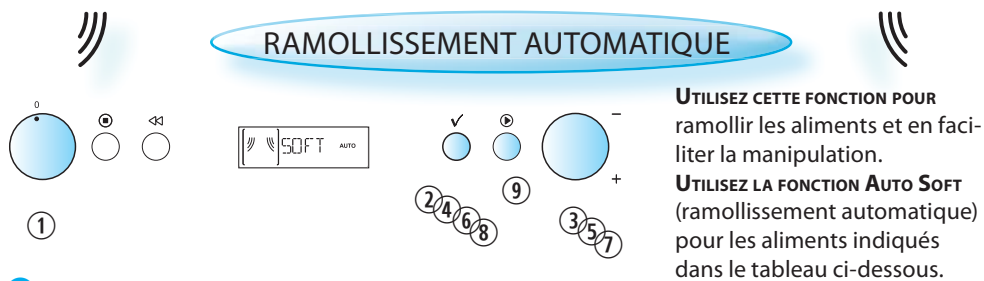 RAMOLLISSEMENT AUTOMATIQUE
0
SOFT AUTO
−
+
① 
② ④ ⑥ ⑧
⑨
③ ⑤ ⑦
UTILISEZ CETTE FONCTION POUR
ramollir les aliments et en faci-
liter la manipulation.
UTILISEZ LA FONCTION AUTO SOFT
(ramollissement automatique)
pour les aliments indiqués
dans le tableau ci-dessous.